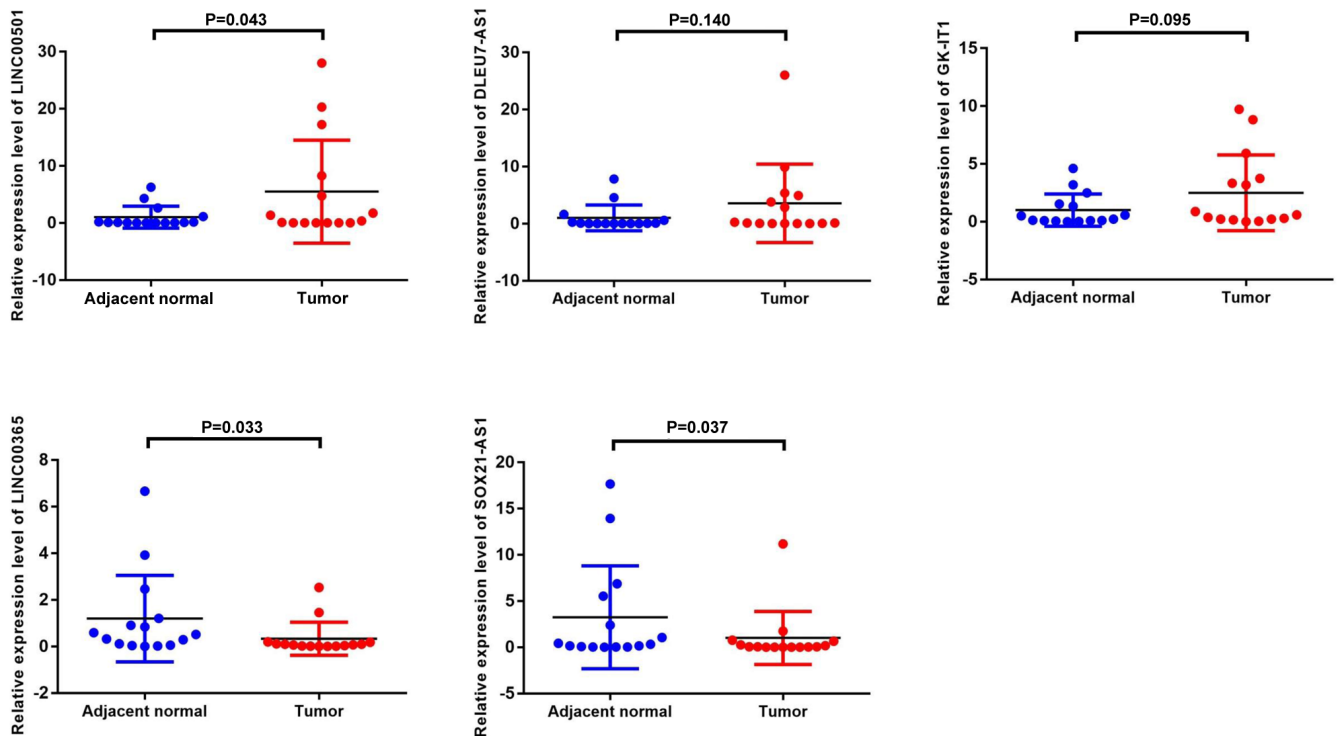 P=0.043
Relative expression level of LINC00501
30
20
10
0
-10
Adjacent normal
Tumor
P=0.140
Relative expression level of DLEU7-AS1
30
20
10
0
-10
Adjacent normal
Tumor
P=0.095
Relative expression level of GK-IT1
15
10
5
0
-5
Adjacent normal
Tumor
P=0.033
Relative expression level of LINC00365
8
6
4
2
0
-2
Adjacent normal
Tumor
P=0.037
Relative expression level of SOX21-AS1
20
15
10
5
0
-5
Adjacent normal
Tumor